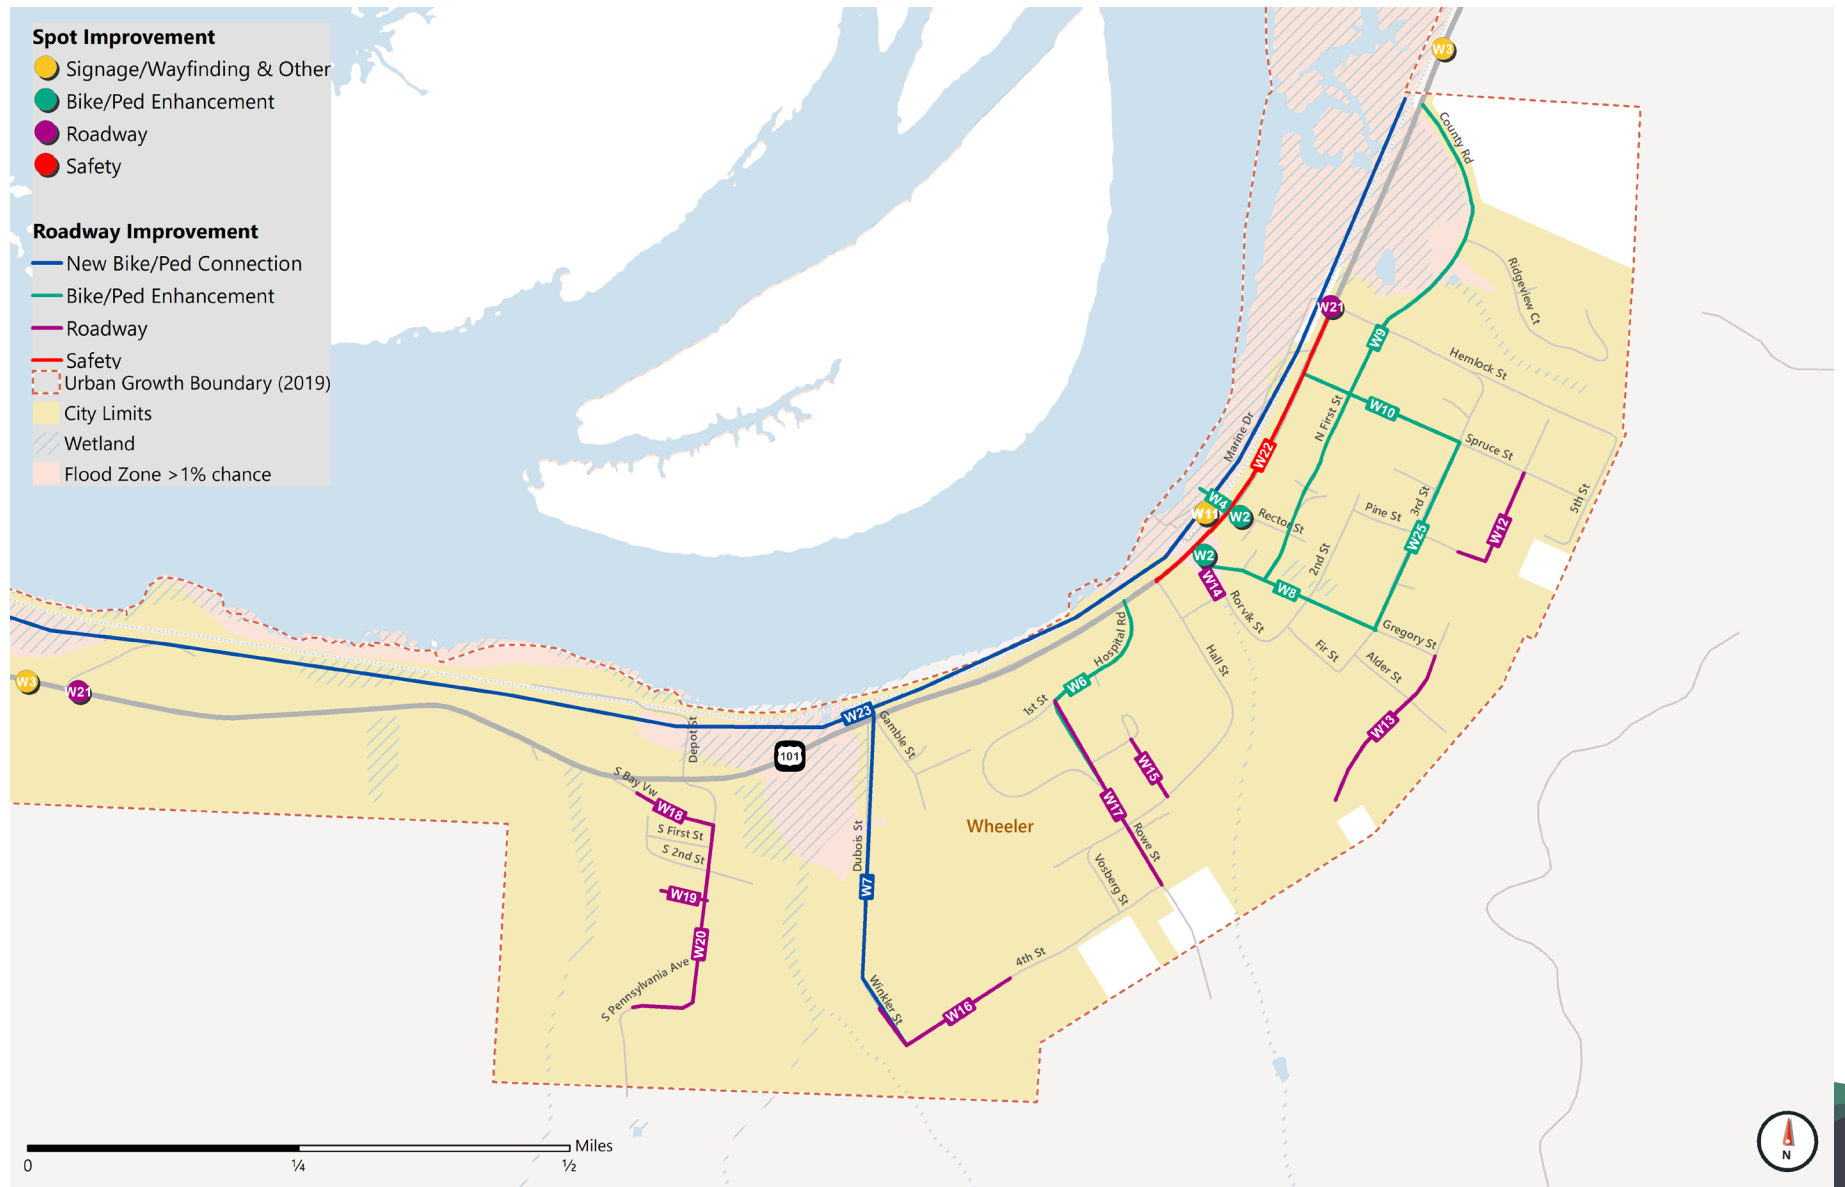 Spot Improvement
Signage/Wayfinding & Other
Bike/Ped Enhancement
Roadway
Safety
Roadway Improvement
New Bike/Ped Connection
Bike/Ped Enhancement
Roadway
Safety
Urban Growth Boundary (2019)
City Limits
Wetland
Flood Zone >1% chance
W3
County Rd
Ridgeview Ct
W21
W9
Hemlock St
W10
N First St
Marine Dr
W22
Spruce St
W4
W11
W2
Rector St
Pine St
3rd St
5th St
W12
W25
2nd St
W2
W14
W8
Rorvik St
Gregory St
Fir St
Alder St
Hall St
Hospital Rd
W6
1st St
W13
W3
W21
W23
Gamble St
Depot St
101
S Bay Vw
W18
S First St
S 2nd St
W15
W17
Rowe St
Wheeler
Dubois St
Vosberg St
W7
W19
W20
S Pennsylvania Ave
Winkler St
4th St
W16
Miles
0
1/4
1/2
N